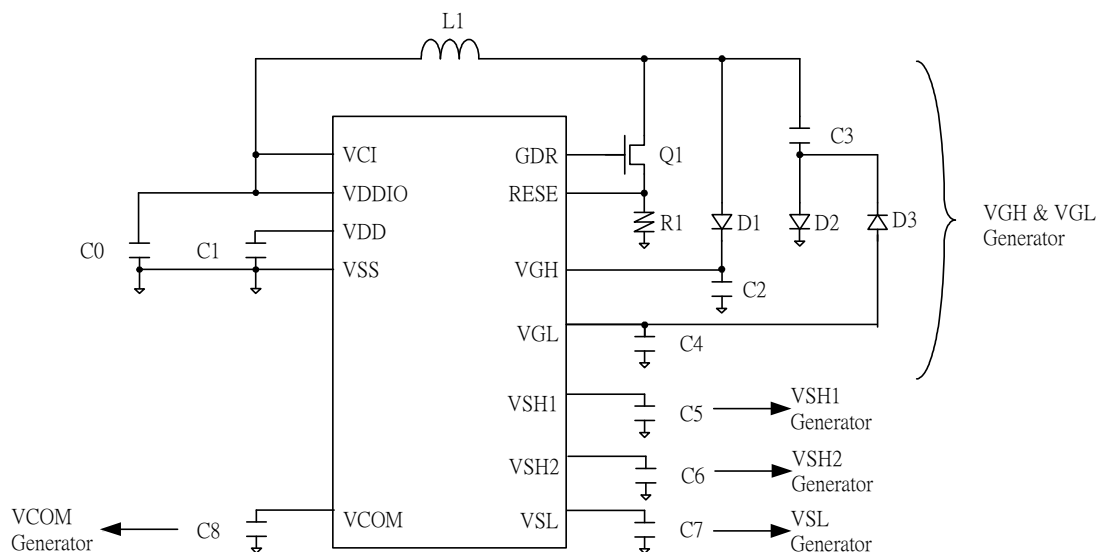 L1
VCI
GDR
Q1
C3
VDDIO
RESE
VDD
R1
D1
D2
D3
VGH & VGL
Generator
C0
C1
VSS
VGH
C2
VGL
C4
VSH1
C5
VSH1
Generator
VSH2
C6
VSH2
Generator
VCOM
Generator
C8
VCOM
VSL
C7
VSL
Generator